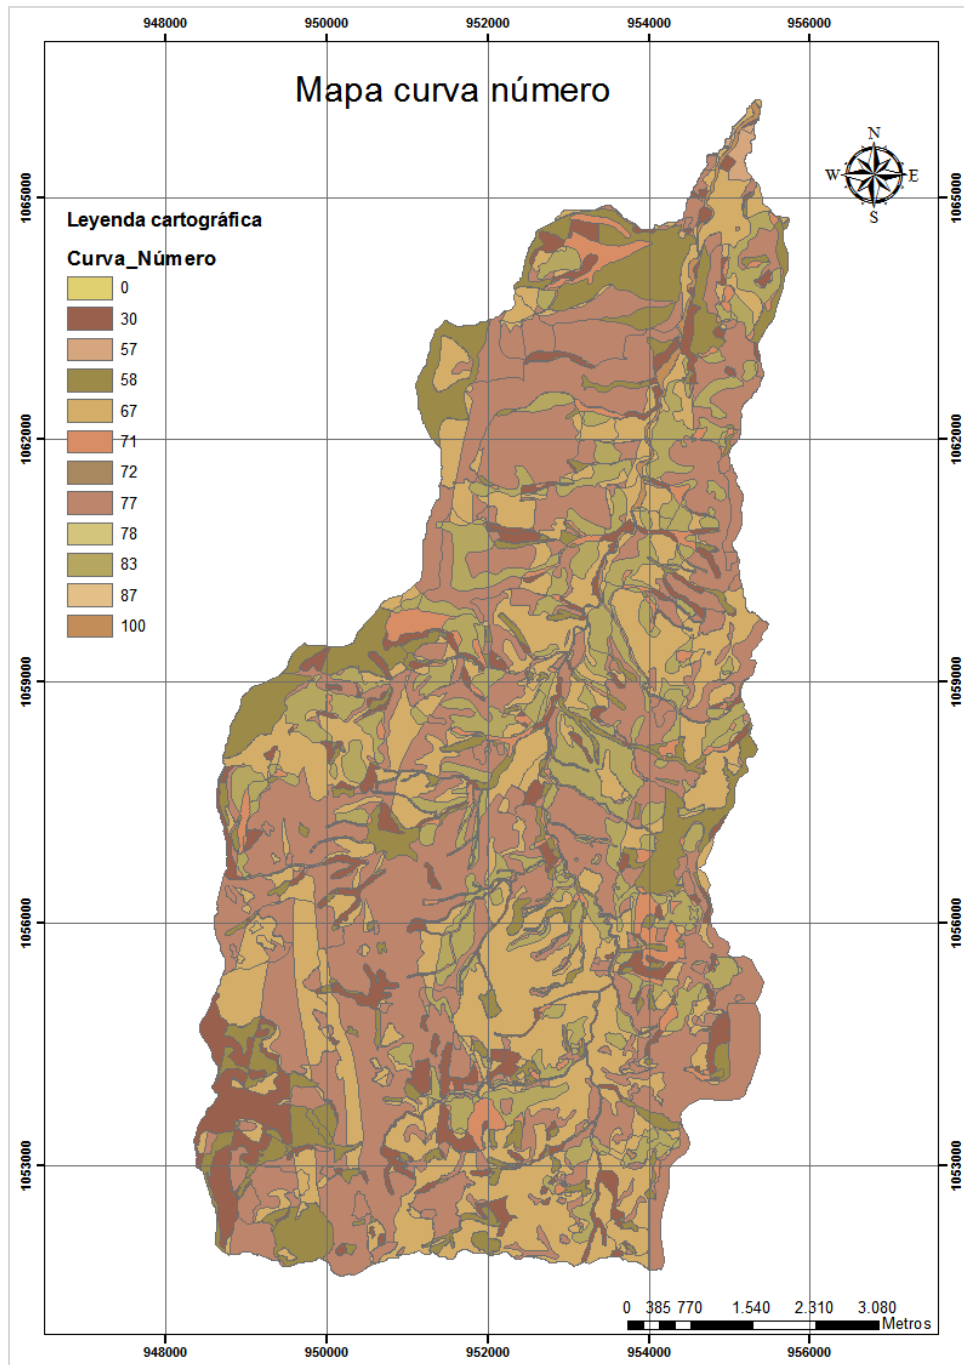 948000 950000 952000 954000 956000
Mapa curva número
N
W E
S
1065000 1065000
Leyenda cartográfica
Curva_Número
0
30
57
58
67
71
72
77
78
83
87
100
1062000 1062000
1059000 1059000
1056000 1056000
1053000 1053000
0 385 770 1.540 2.310 3.080
Metros
948000 950000 952000 954000 956000